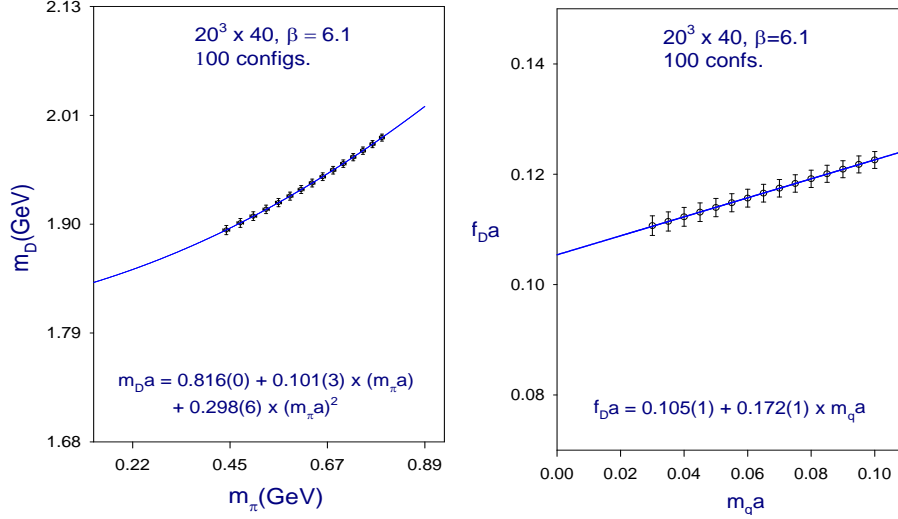 2.13
2.01
1.90
1.79
1.68
m_D(GeV)
20³ x 40, β = 6.1
100 configs.
m_Da = 0.816(0) + 0.101(3) x (m_πa)
+ 0.298(6) x (m_πa)²
0.22 0.45 0.67 0.89
m_π(GeV)
0.14
0.12
0.10
0.08
f_Da
20³ x 40, β=6.1
100 confs.
f_Da = 0.105(1) + 0.172(1) x m_qa
0.00 0.02 0.04 0.06 0.08 0.10
m_qa